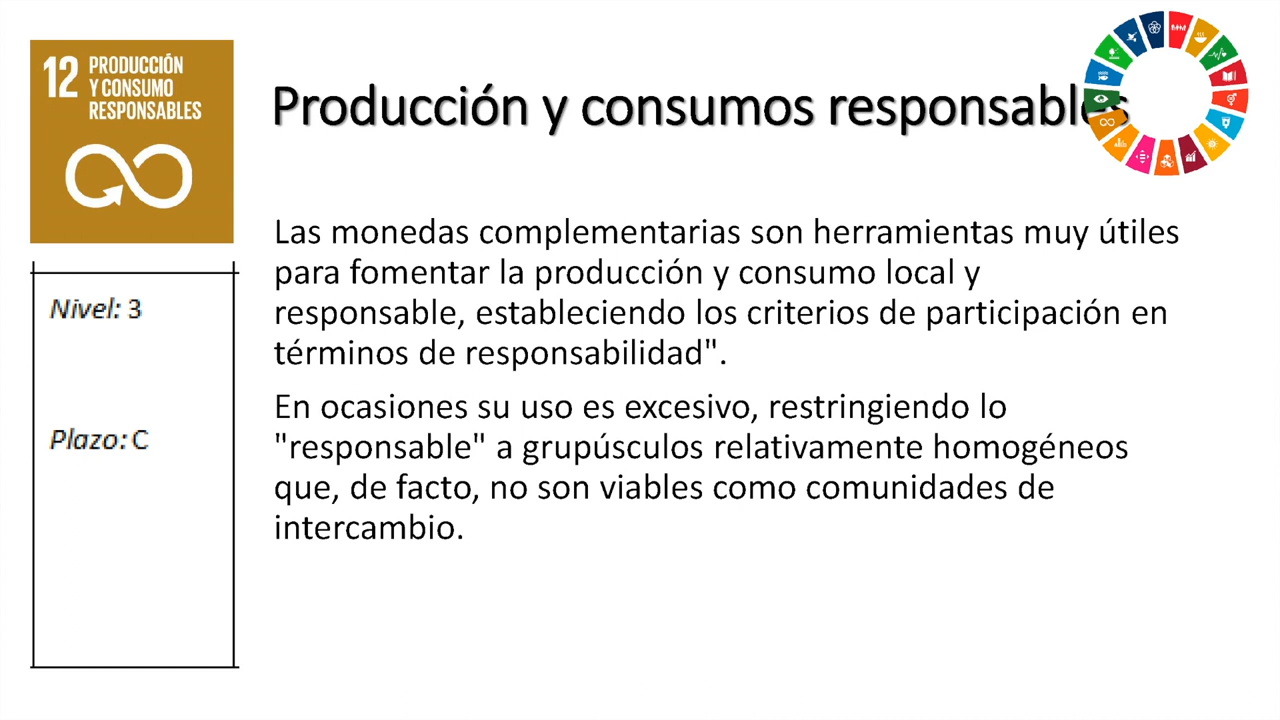 12 PRODUCCIÓN
Y CONSUMO
RESPONSABLES
Producción y consumos responsables
Nivel: 3
Plazo: C
Las monedas complementarias son herramientas muy útiles
para fomentar la producción y consumo local y
responsable, estableciendo los criterios de participación en
términos de responsabilidad".
En ocasiones su uso es excesivo, restringiendo lo
"responsable" a grupúsculos relativamente homogéneos
que, de facto, no son viables como comunidades de
intercambio.